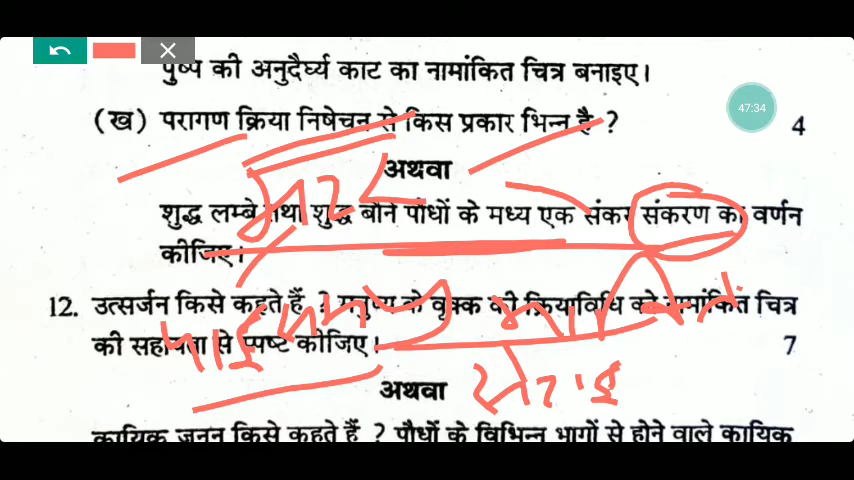 पुष्प की अनुदैर्घ्य काट का नामांकित चित्र बनाइए।
47:34
(ख) परागण क्रिया निषेचन से किस प्रकार भिन्न है ? 4
अथवा
शुद्ध लम्बे तथा शुद्ध बौने पौधों के मध्य एक संकर संकरण का वर्णन
कीजिए।
12. उत्सर्जन किसे कहते हैं ? मनुष्य के वृक्क की क्रियाविधि को नामांकित चित्र
की सहायता से स्पष्ट कीजिए। 7
अथवा
कायिक जनन किसे कहते हैं ? पौधों के विभिन्न भागों से होने वाले कायिक